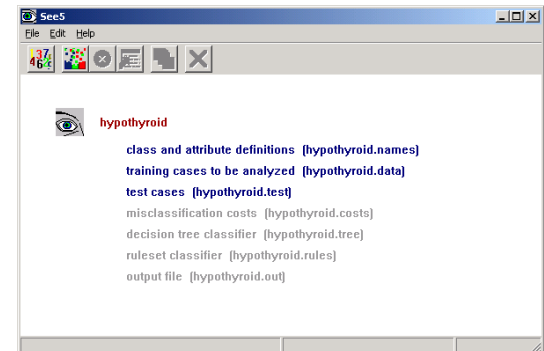 See5
File Edit Help
hypothyroid
class and attribute definitions (hypothyroid.names)
training cases to be analyzed (hypothyroid.data)
test cases (hypothyroid.test)
misclassification costs (hypothyroid.costs)
decision tree classifier (hypothyroid.tree)
ruleset classifier (hypothyroid.rules)
output file (hypothyroid.out)